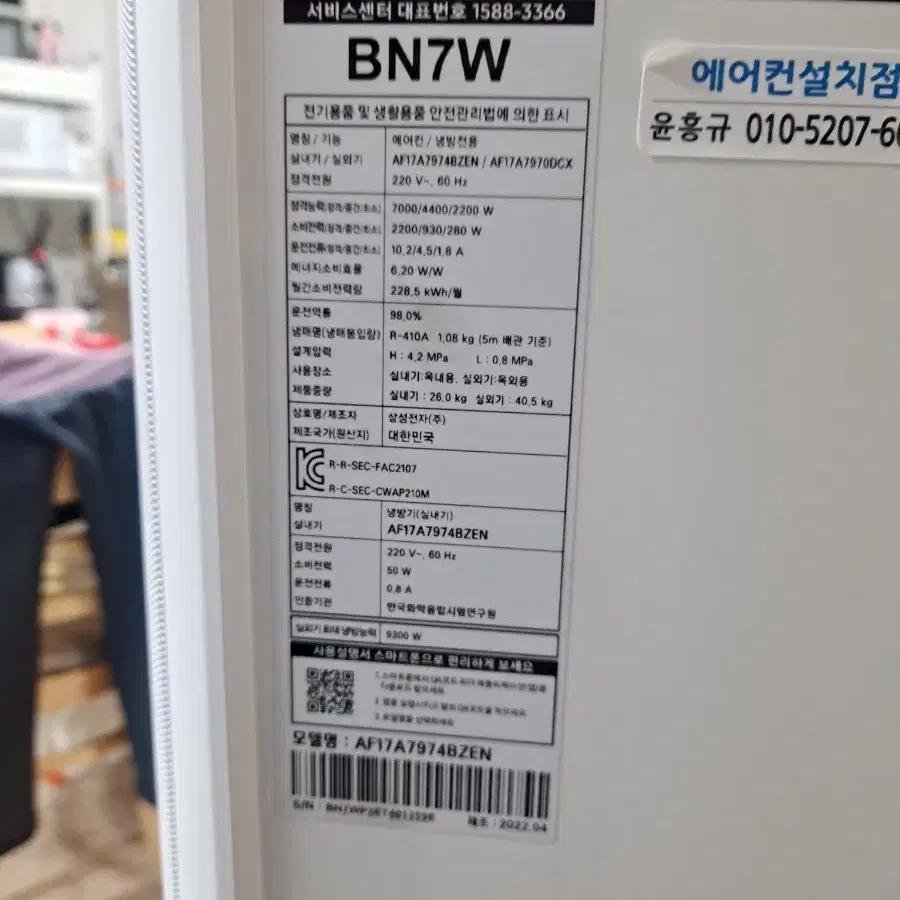 서비스센터 대표번호 1588-3366
BN7W
에어컨설치점
윤홍규 010-5207-6
전기용품 및 생활용품 안전관리법에 의한 표시
명칭 / 기능 에어컨 / 냉방전용
실내기 / 실외기 AF17A7974BZEN / AF17A7970DCX
정격전원 220 V~, 60 Hz
정격능력(정격/중간/최소) 7000/4400/2200 W
소비전력(정격/중간/최소) 2200/930/280 W
운전전류(정격/중간/최소) 10.2/4.5/1.8 A
에너지소비효율 6.20 W/W
월간소비전력량 228.5 kWh/월
운전역률 98.0%
냉매명(냉매봉입량) R-410A 1.08 kg (5m 배관 기준)
설계압력 H : 4.2 MPa L : 0.8 MPa
사용장소 실내기:옥내용, 실외기:옥외용
제품중량 실내기 : 26.0 kg 실외기 : 40.5 kg
상호명/제조자 삼성전자(주)
제조국가(원산지) 대한민국
R-R-SEC-FAC2107
R-C-SEC-CWAP210M
명칭 냉방기(실내기)
실내기 AF17A7974BZEN
정격전원 220 V~, 60 Hz
소비전력 50 W
운전전류 0.8 A
인증기관 한국화학융합시험연구원
실외기 최대 냉방능력 9300 W
사용설명서 스마트폰으로 편리하게 보세요
모델명 : AF17A7974BZEN
S/N :
제조 : 2022.04